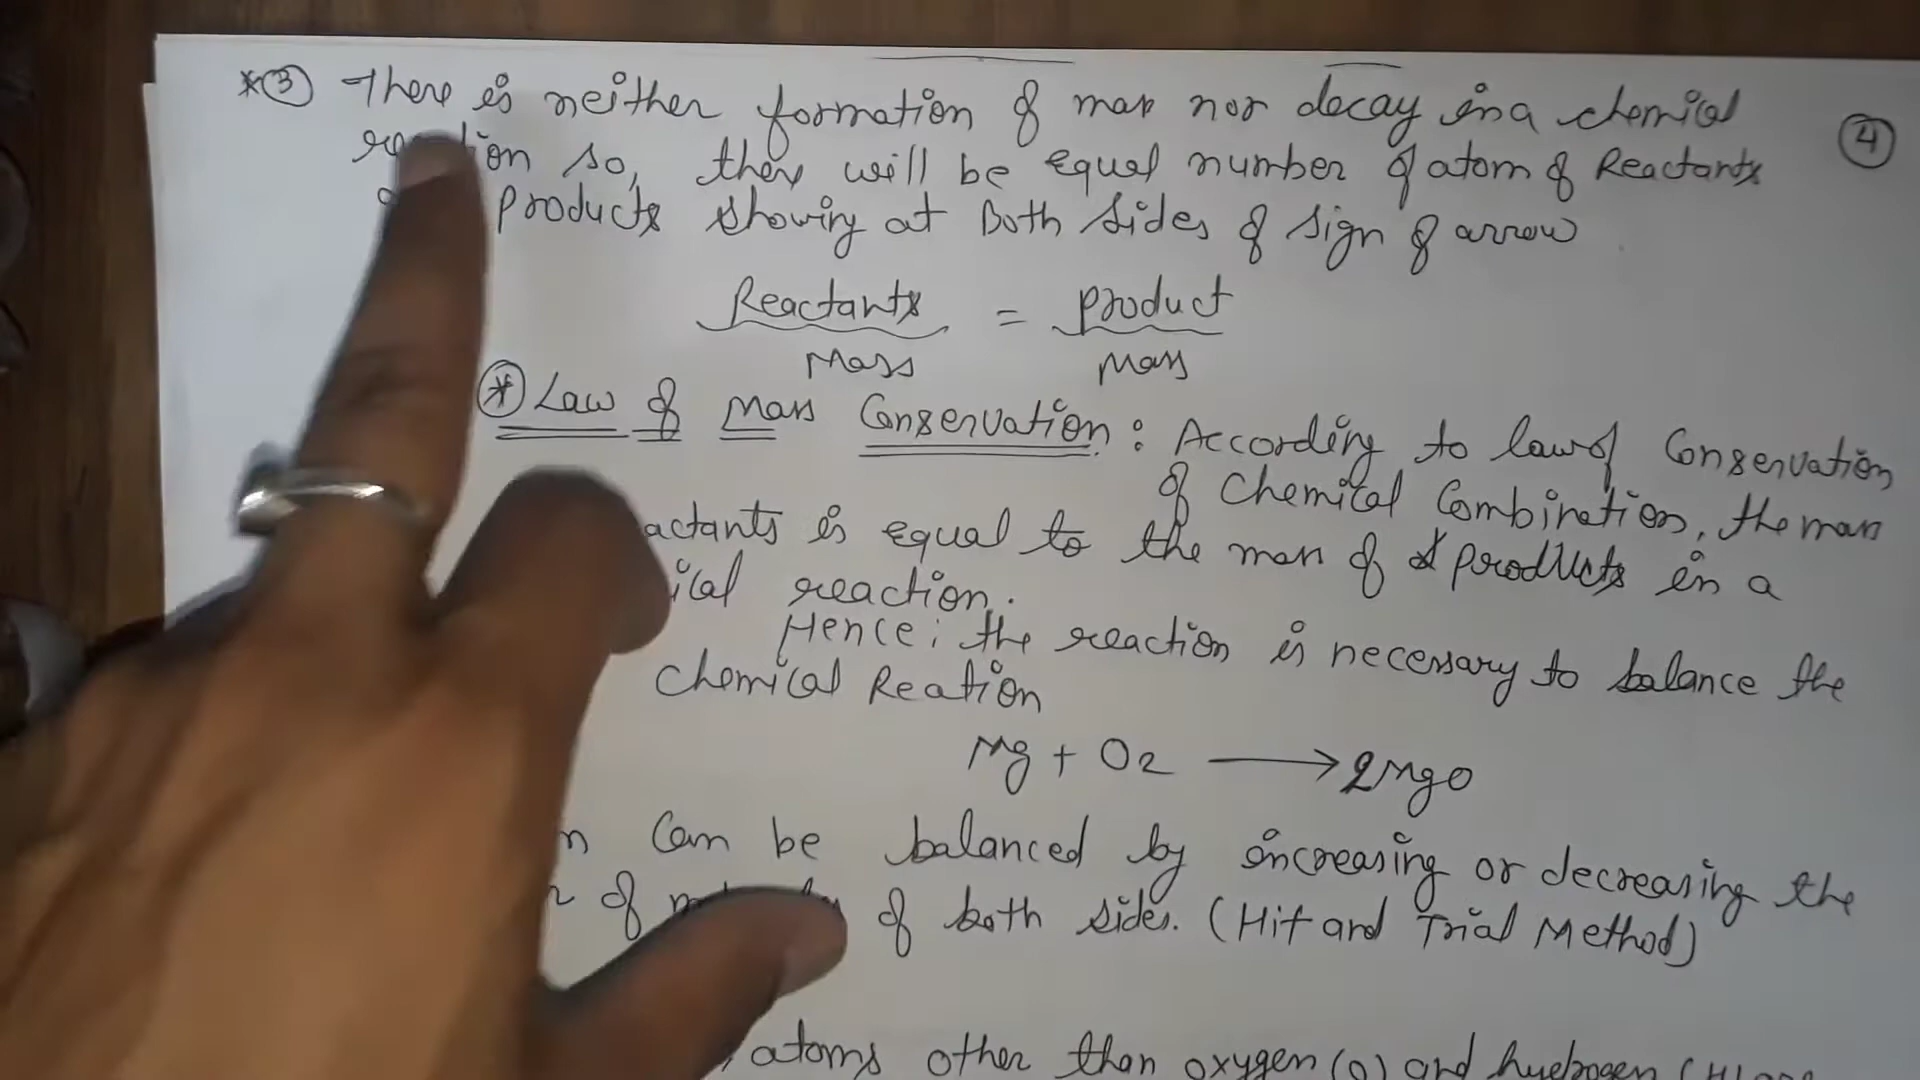 *③ There is neither formation of mass nor decay in a chemical
on so, there will be equal number of atom of Reactants
products showing at Both sides of sign of arrow
④
Reactants = product
Mass Mass
* Law of Mass Conservation : According to law of Conservation
of Chemical Combination, the mass
actants is equal to the mass of products in a
ical reaction.
Hence; the reaction is necessary to balance the
chemical Reation
Mg + O2 → 2MgO
n can be balanced by increasing or decreasing the
of of both sides. (Hit and Trial Method)
atoms other than oxygen (O) and hydrogen (H)